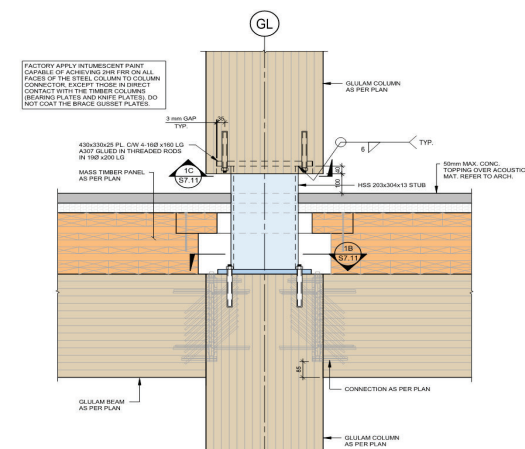 GL
FACTORY APPLY INTUMESCENT PAINT
CAPABLE OF ACHIEVING 2HR FRR ON ALL
FACES OF THE STEEL COLUMN TO COLUMN
CONNECTOR, EXCEPT THOSE IN DIRECT
CONTACT WITH THE TIMBER COLUMNS
(BEARING PLATES AND KNIFE PLATES). DO
NOT COAT THE BRACE GUSSET PLATES.
GLULAM COLUMN
AS PER PLAN
3 mm GAP
TYP.
35
TYP.
6
430x330x25 PL. C/W 4-16Ø x160 LG
A307 GLUED IN THREADED RODS
IN 19Ø x200 LG
1C
S7.11
40
100
50mm MAX. CONC.
TOPPING OVER ACOUSTIC
MAT. REFER TO ARCH.
MASS TIMBER PANEL
AS PER PLAN
HSS 203x304x13 STUB
1B
S7.11
85
CONNECTION AS PER PLAN
GLULAM BEAM
AS PER PLAN
GLULAM COLUMN
AS PER PLAN